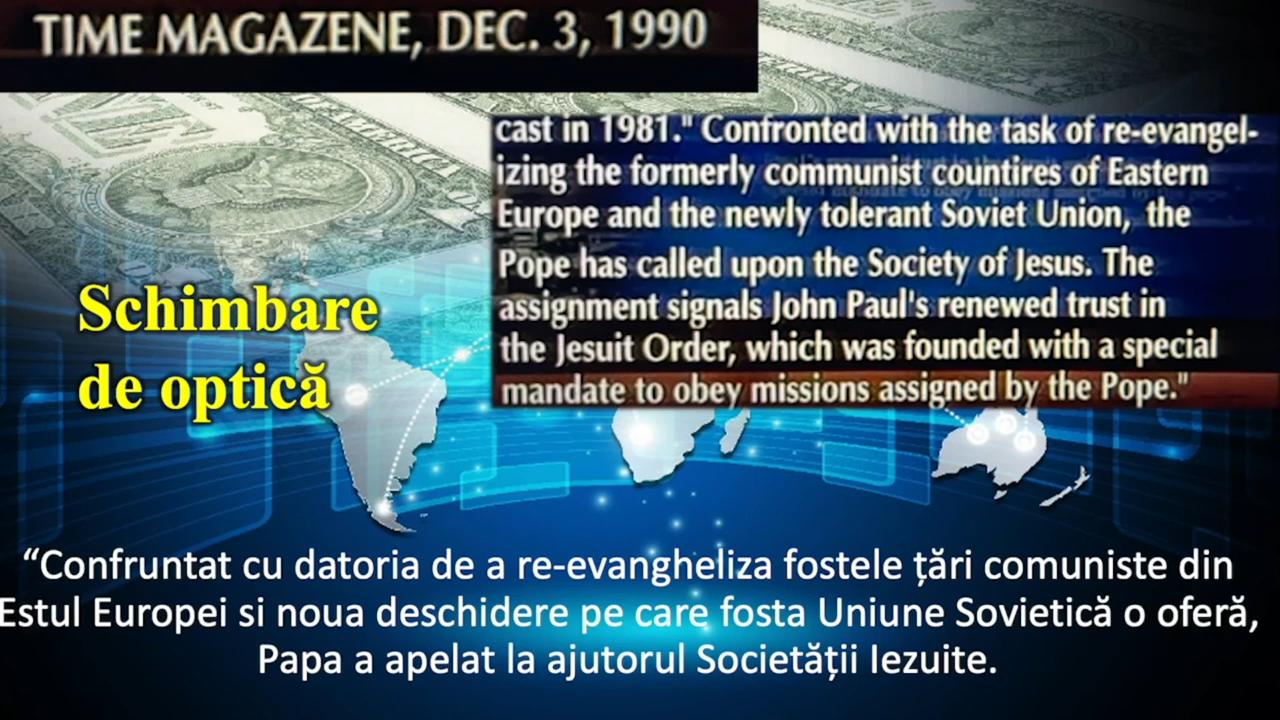 TIME MAGAZENE, DEC. 3, 1990
cast in 1981." Confronted with the task of re-evangel-
izing the formerly communist countires of Eastern
Europe and the newly tolerant Soviet Union, the
Pope has called upon the Society of Jesus. The
assignment signals John Paul's renewed trust in
the Jesuit Order, which was founded with a special
mandate to obey missions assigned by the Pope."
Schimbare
de optică
“Confruntat cu datoria de a re-evangheliza fostele țări comuniste din
Estul Europei si noua deschidere pe care fosta Uniune Sovietică o oferă,
Papa a apelat la ajutorul Societății Iezuite.